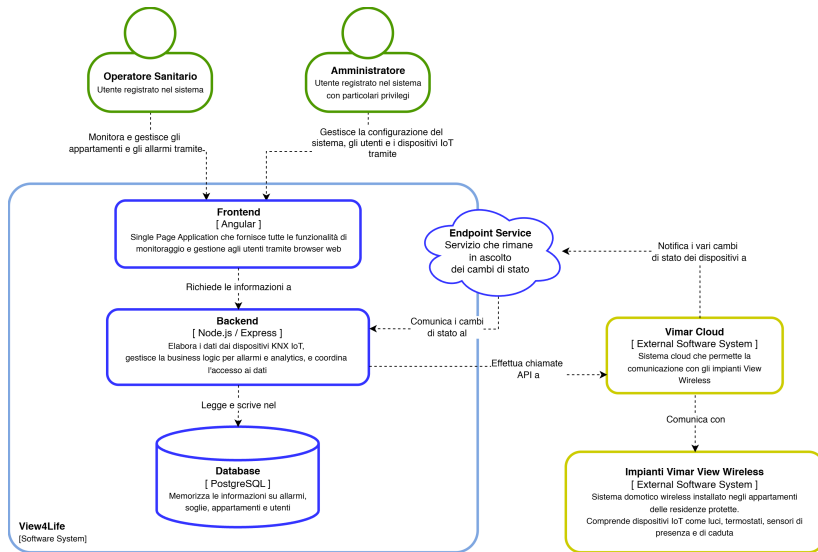 Operatore Sanitario
Utente registrato nel sistema
Amministratore
Utente registrato nel sistema
con particolari privilegi
Monitora e gestisce gli
appartamenti e gli allarmi tramite
Gestisce la configurazione del
sistema, gli utenti e i dispositivi IoT
tramite
Frontend
[ Angular ]
Single Page Application che fornisce tutte le funzionalità di
monitoraggio e gestione agli utenti tramite browser web
Endpoint Service
Servizio che rimane
in ascolto
dei cambi di stato
Notifica i vari cambi
di stato dei dispositivi a
Richiede le informazioni a
Backend
[ Node.js / Express ]
Elabora i dati dai dispositivi KNX IoT,
gestisce la business logic per allarmi e analytics, e coordina
l'accesso ai dati
Comunica i cambi
di stato al
Vimar Cloud
[ External Software System ]
Sistema cloud che permette la
comunicazione con gli impianti View
Wireless
Effettua chiamate
API a
Legge e scrive nel
Comunica con
Database
[ PostgreSQL ]
Memorizza le informazioni su allarmi,
soglie, appartamenti e utenti
Impianti Vimar View Wireless
[ External Software System ]
Sistema domotico wireless installato negli appartamenti
delle residenze protette.
Comprende dispositivi IoT come luci, termostati, sensori di
presenza e di caduta
View4Life
[Software System]